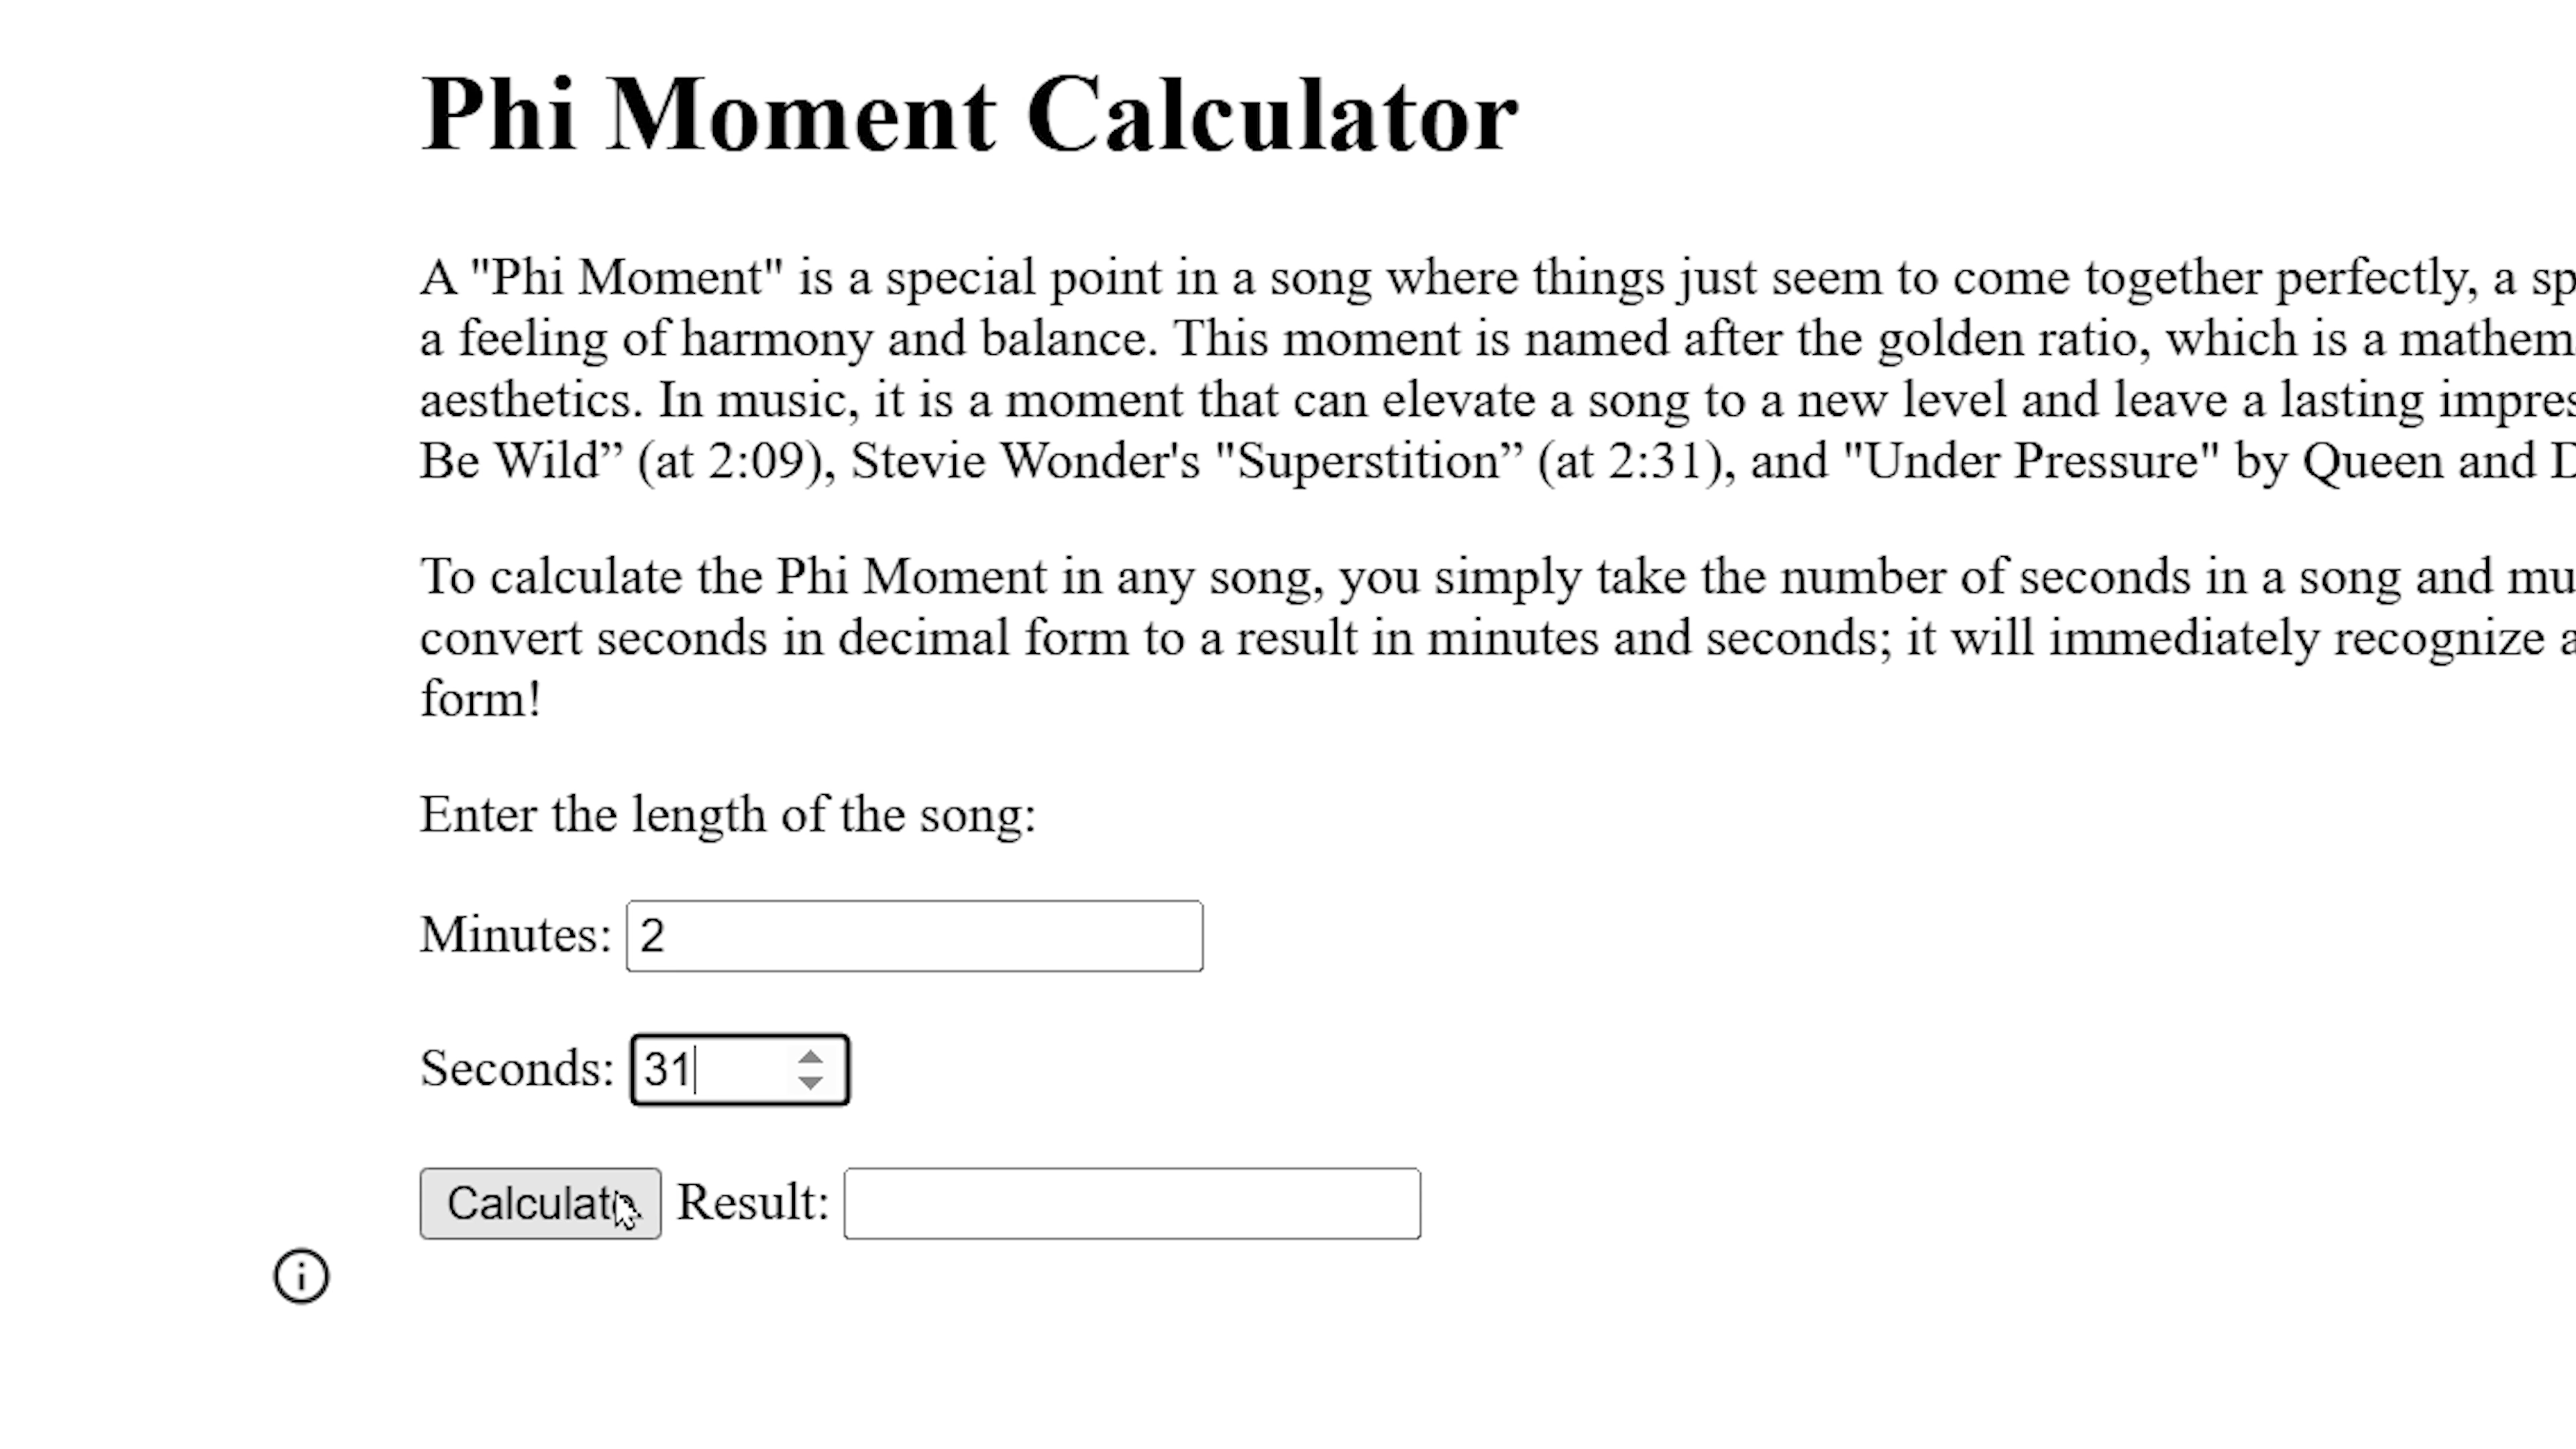 Phi Moment Calculator
A "Phi Moment" is a special point in a song where things just seem to come together perfectly, a
a feeling of harmony and balance. This moment is named after the golden ratio, which is a
aesthetics. In music, it is a moment that can elevate a song to a new level and leave a lasting
Be Wild” (at 2:09), Stevie Wonder's "Superstition” (at 2:31), and "Under Pressure" by Queen and
To calculate the Phi Moment in any song, you simply take the number of seconds in a song and
convert seconds in decimal form to a result in minutes and seconds; it will immediately recognize
form!
Enter the length of the song:
Minutes: 2
Seconds: 31
Calculate Result: